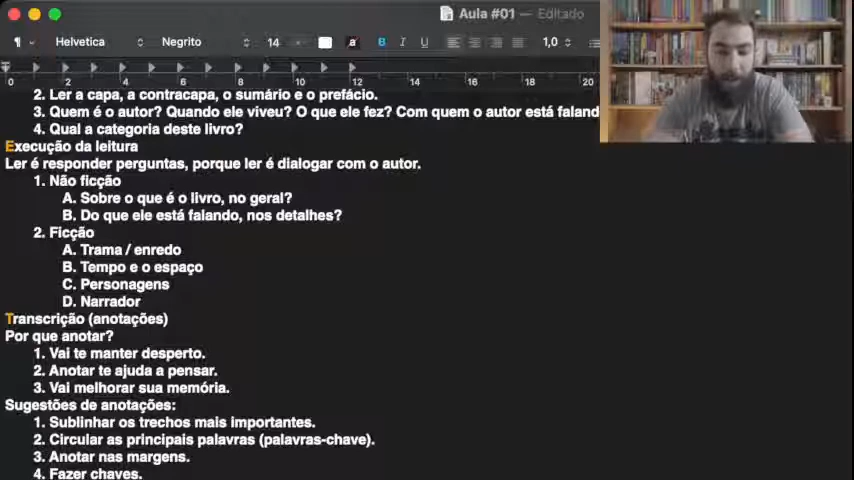 Aula #01 — Editado
¶ Helvetica Negrito 14 a B I U 1,0
0 2 4 6 8 10 12 14 16 18 20
2. Ler a capa, a contracapa, o sumário e o prefácio.
3. Quem é o autor? Quando ele viveu? O que ele fez? Com quem o autor está faland
4. Qual a categoria deste livro?
Execução da leitura
Ler é responder perguntas, porque ler é dialogar com o autor.
1. Não ficção
A. Sobre o que é o livro, no geral?
B. Do que ele está falando, nos detalhes?
2. Ficção
A. Trama / enredo
B. Tempo e o espaço
C. Personagens
D. Narrador
Transcrição (anotações)
Por que anotar?
1. Vai te manter desperto.
2. Anotar te ajuda a pensar.
3. Vai melhorar sua memória.
Sugestões de anotações:
1. Sublinhar os trechos mais importantes.
2. Circular as principais palavras (palavras-chave).
3. Anotar nas margens.
4. Fazer chaves.